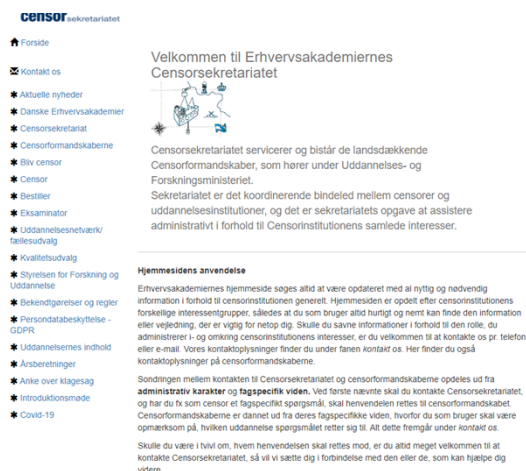 censor sekretariatet
Forside
Kontakt os
Aktuelle nyheder
Danske Erhvervsakademier
Censorsekretariat
Censorformandskaberne
Bliv censor
Censor
Bestiller
Eksaminator
Uddannelsesnetværk/
fællesudvalg
Kvalitetsudvalg
Styrelsen for Forskning og
Uddannelse
Bekendtgørelser og regler
Persondatabeskyttelse -
GDPR
Uddannelsernes indhold
Årsberetninger
Anke over klagesag
Introduktionsmøde
Covid-19
Velkommen til Erhvervsakademiernes
Censorsekretariatet
Censorsekretariatet servicerer og bistår de landsdækkende
Censorformandskaber, som hører under Uddannelses- og
Forskningsministeriet.
Sekretariatet er det koordinerende bindeled mellem censorer og
uddannelsesinstitutioner, og det er sekretariatets opgave at assistere
administrativt i forhold til Censorinstitutionens samlede interesser.
Hjemmesidens anvendelse
Erhvervsakademiernes hjemmeside søges altid at være opdateret med al nyttig og nødvendig
information i forhold til censorinstitutionen generelt. Hjemmesiden er opdelt efter censorinstitutionens
forskellige interessentgrupper, således at du som bruger altid hurtigt og nemt kan finde den information
eller vejledning, der er vigtig for netop dig. Skulle du savne informationer i forhold til den rolle, du
administrerer i- og omkring censorinstitutionens interesser, er du velkommen til at kontakte os pr. telefon
eller e-mail. Vores kontaktoplysninger finder du under fanen kontakt os. Her finder du også
kontaktoplysning på censorformandskaberne.
Sondringen mellem kontakten til Censorsekretariatet og censorformandskaberne opdeles ud fra
administrativ karakter og fagspecifik viden. Ved første nævnte skal du kontakte Censorsekretariatet,
og har du fx som censor et fagspecifikt spørgsmål, skal henvendelen rettes til censorformandskabet.
Censorformandskaberne er dannet ud fra deres fagspecifikke viden, hvorfor du som bruger skal være
opmærksom på, hvilken uddannelse spørgsmålet retter sig til. Alt dette fremgår under kontakt os.
Skulle du være i tvivl om, hvem henvendelsen skal rettes mod, er du altid meget velkommen til at
kontakte Censorsekretariatet, så vil vi sætte dig i forbindelse med den eller de, som kan hjælpe dig
videre